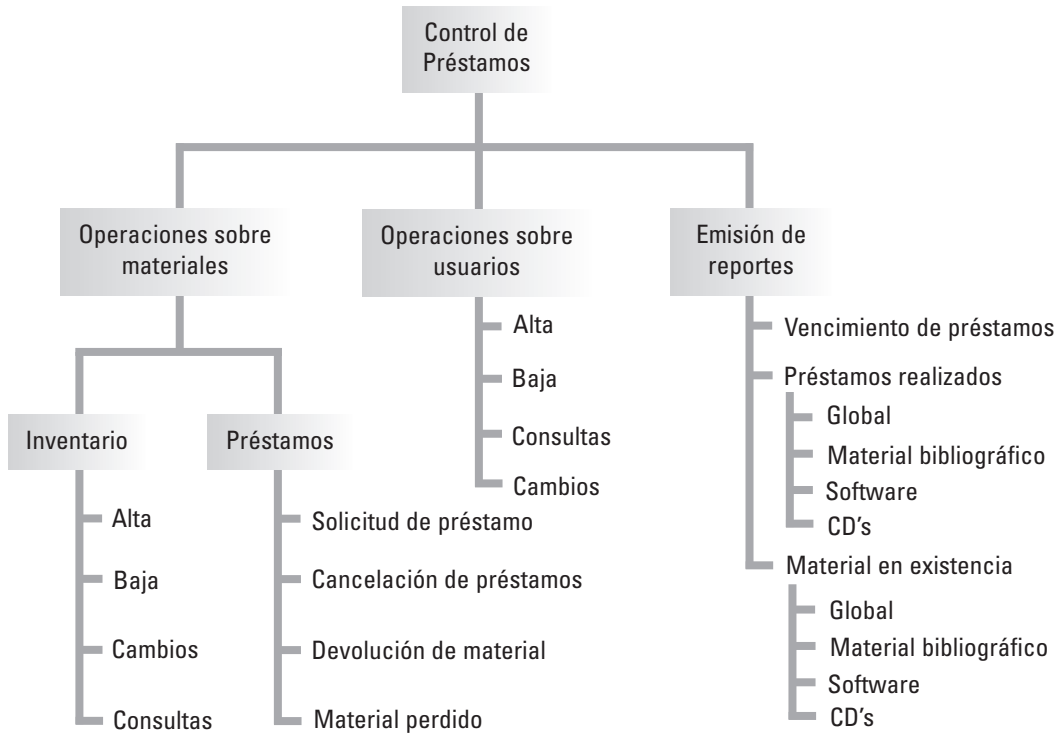 Control de
Préstamos
Operaciones sobre
materiales
Operaciones sobre
usuarios
Emisión de
reportes
Inventario
Alta
Baja
Cambios
Consultas
Préstamos
Solicitud de préstamo
Cancelación de préstamos
Devolución de material
Material perdido
Alta
Baja
Consultas
Cambios
Vencimiento de préstamos
Préstamos realizados
Global
Material bibliográfico
Software
CD's
Material en existencia
Global
Material bibliográfico
Software
CD's